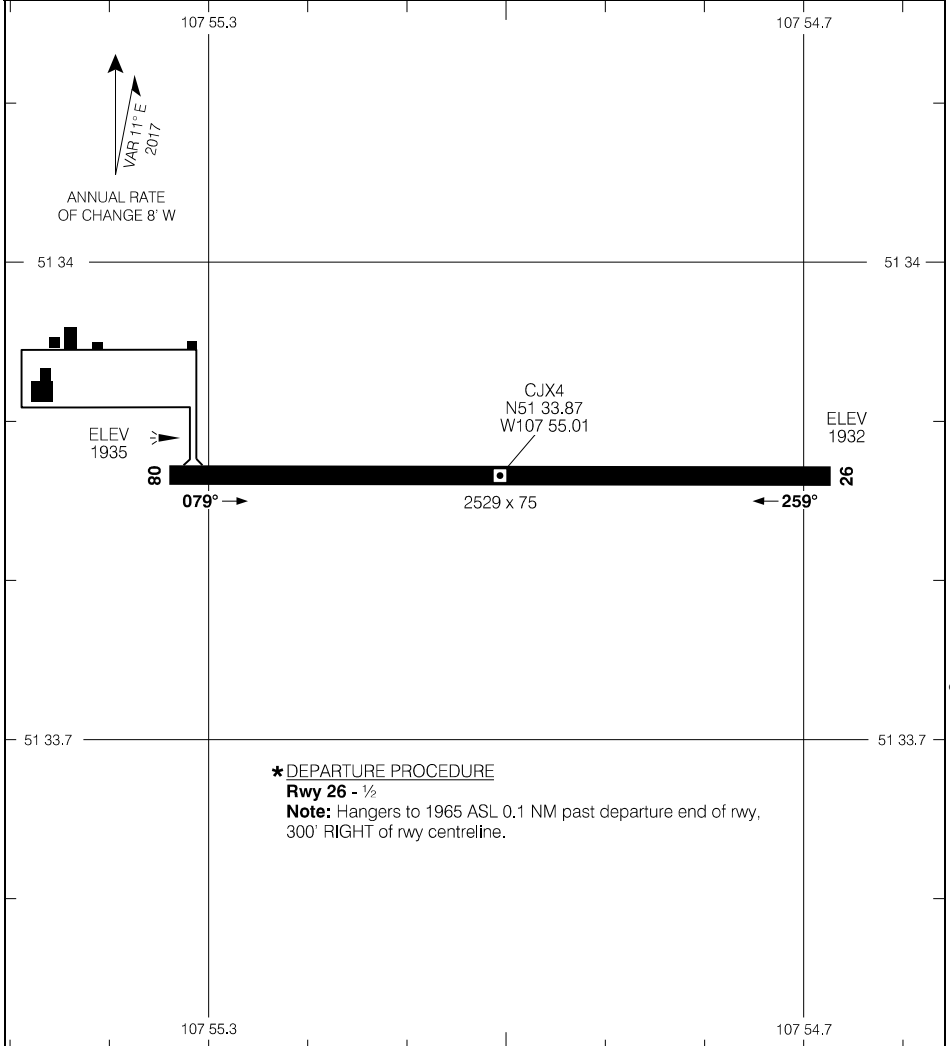 107 55.3
107 54.7
VAR 11° E
2017
ANNUAL RATE
OF CHANGE 8' W
51 34
51 34
CJX4
N51 33.87
W107 55.01
ELEV
1935
ELEV
1932
08
26
079°
2529 x 75
259°
51 33.7
51 33.7
* DEPARTURE PROCEDURE
Rwy 26 - ½
Note: Hangers to 1965 ASL 0.1 NM past departure end of rwy,
300' RIGHT of rwy centreline.
107 55.3
107 54.7